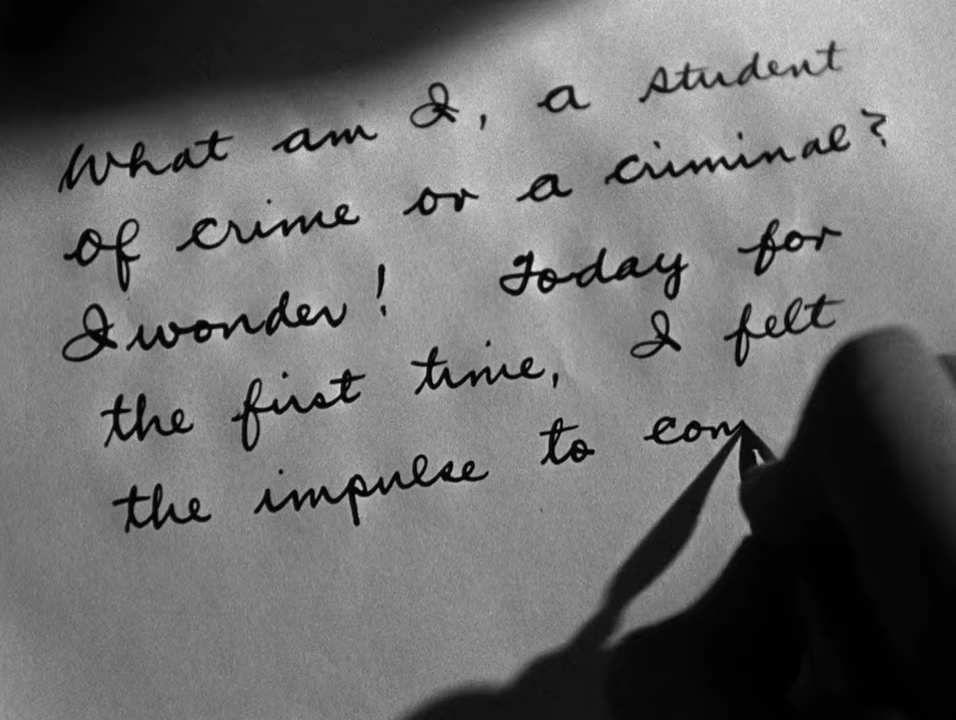 What am I, a student
of crime or a criminal?
I wonder! Today for
the first time, I felt
the impulse to com